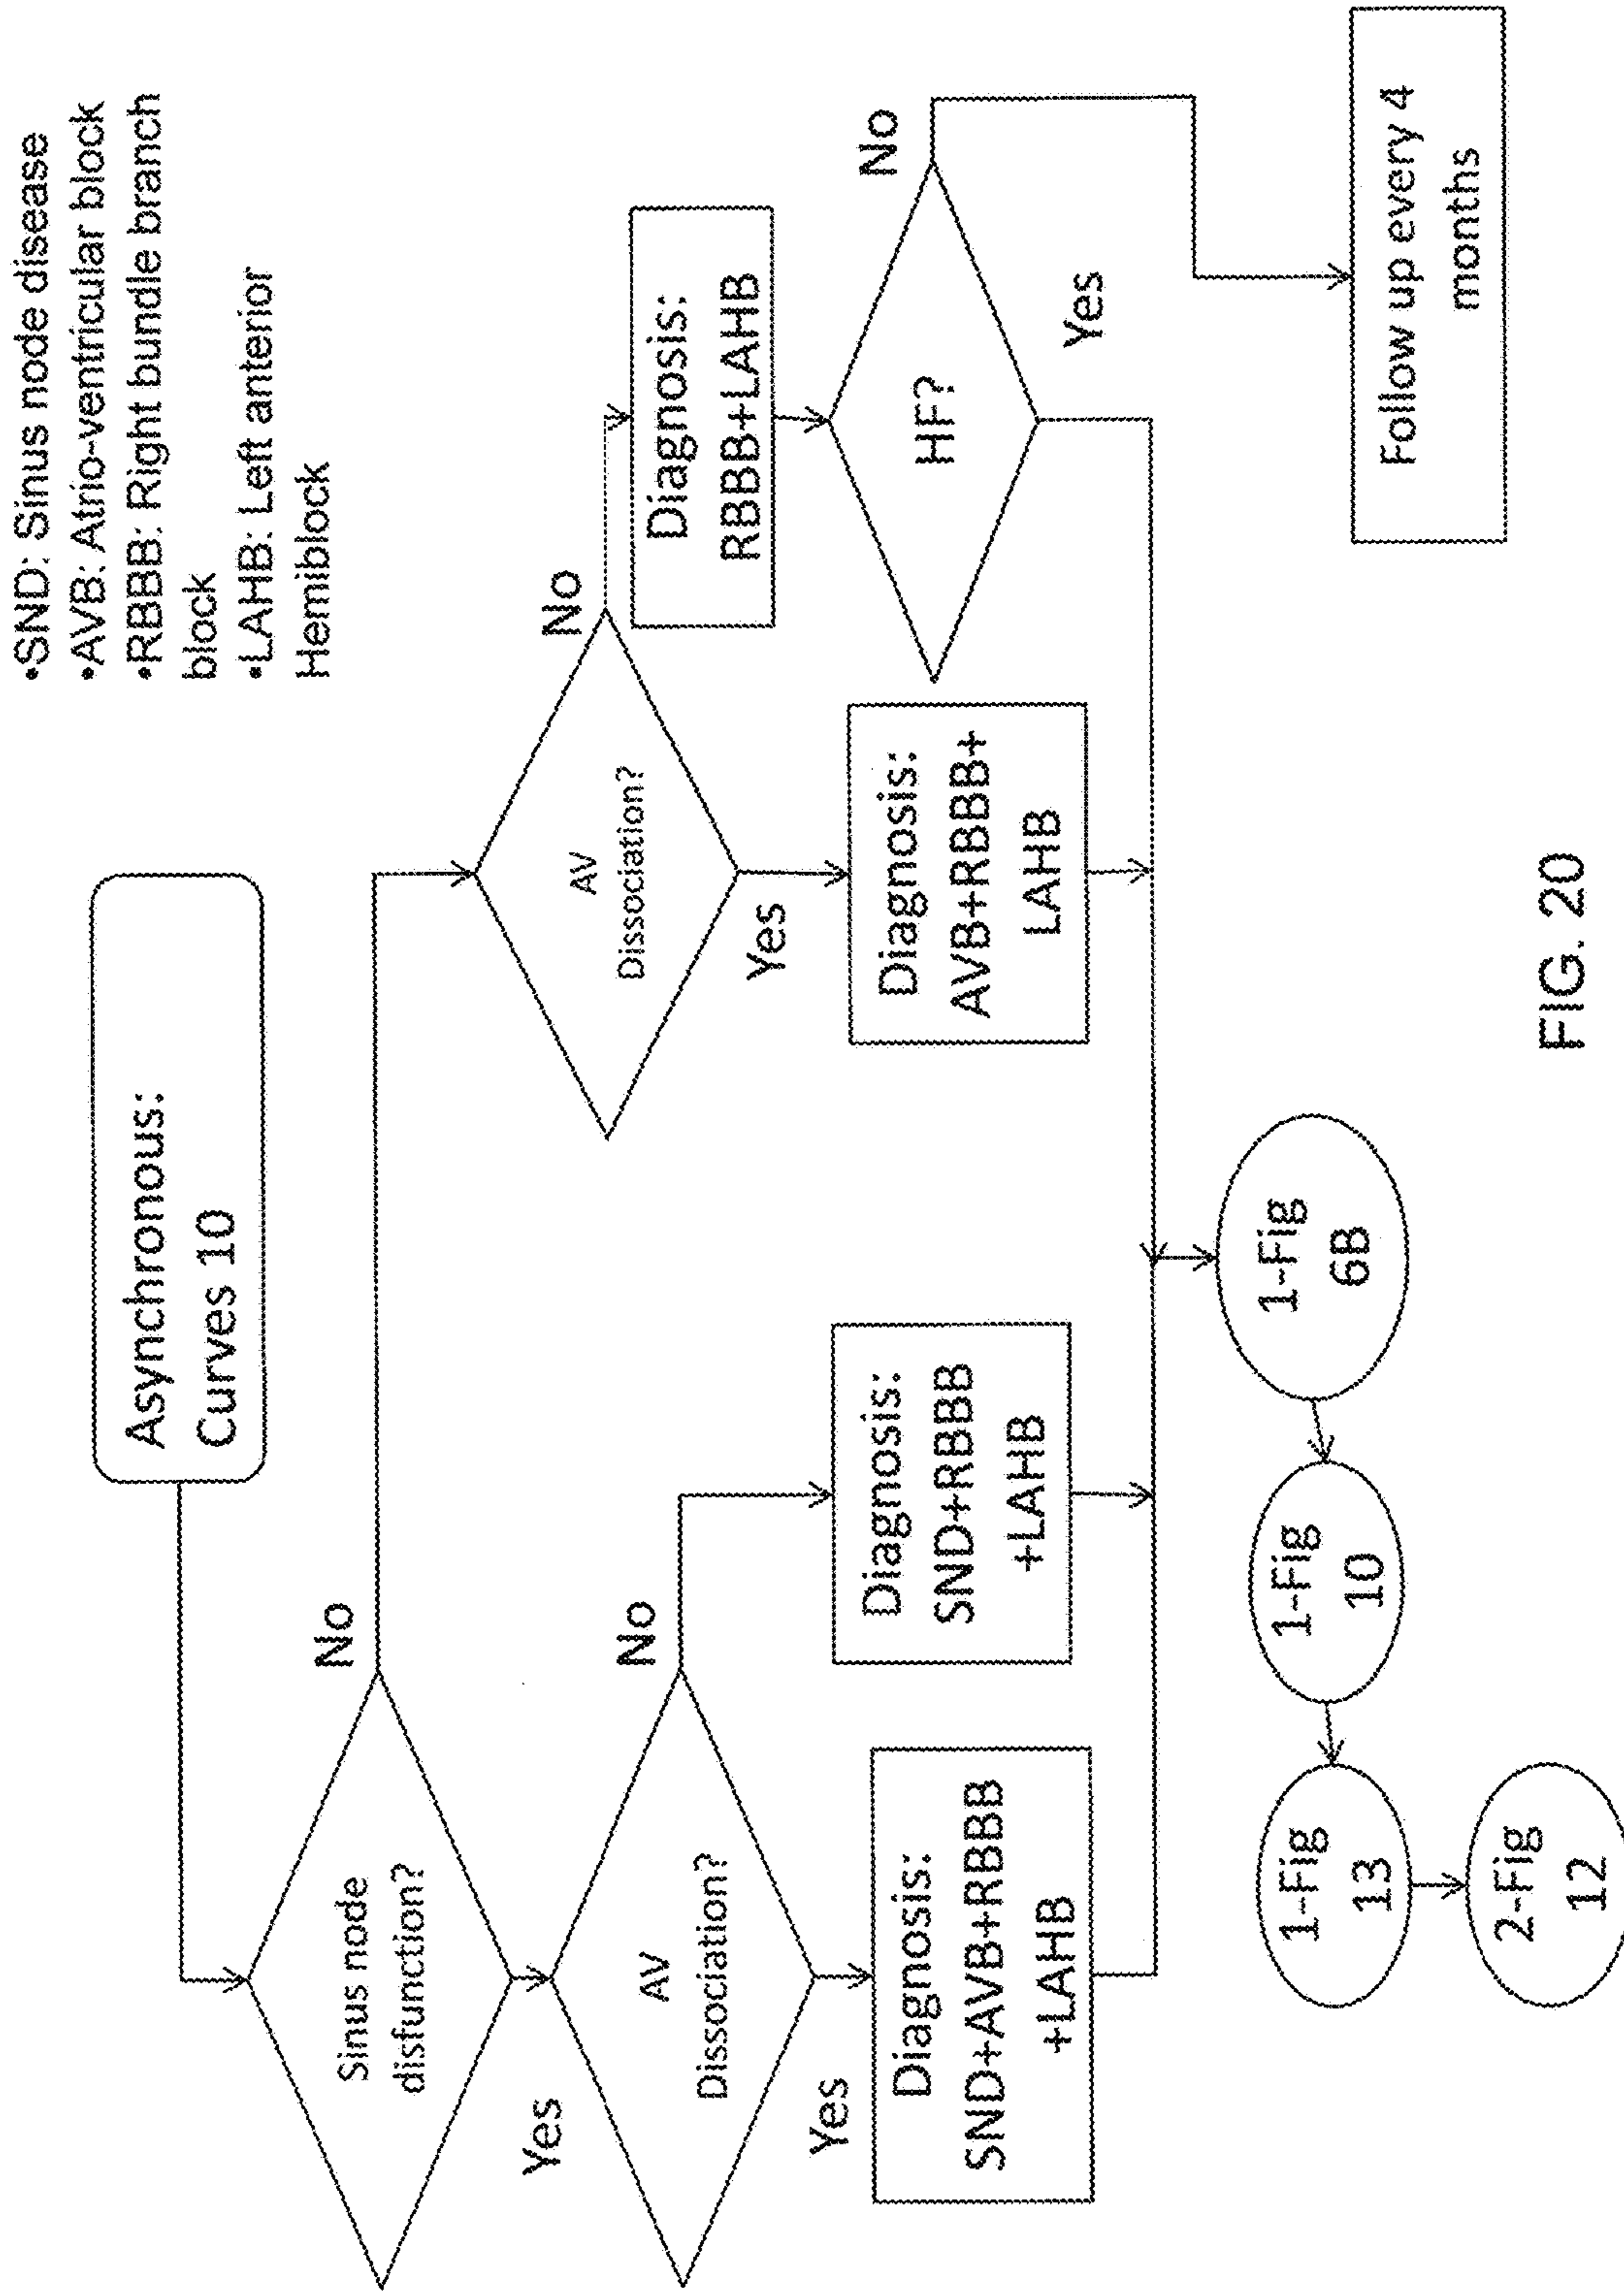 •SND: Sinus node disease
•AVB: Atrio-ventricular block
•RBBB: Right bundle branch
block
•LAHB: Left anterior
Hemiblock
Asynchronous:
Curves 10
Sinus node
disfunction?
No
Yes
AV
Dissociation?
No
Yes
AV
Dissociation?
No
Yes
Diagnosis:
RBBB+LAHB
HF?
No
Yes
Diagnosis:
SND+AVB+RBBB
+LAHB
Diagnosis:
SND+RBBB
+LAHB
Diagnosis:
AVB+RBBB+
LAHB
Follow up every 4
months
1-Fig
6B
1-Fig
10
1-Fig
13
2-Fig
12
FIG. 20